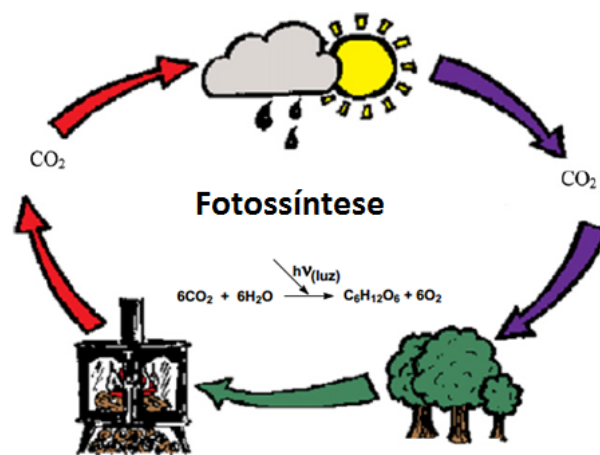 CO₂
CO₂
Fotossíntese
hν(luz)
6CO₂ + 6H₂O → C₆H₁₂O₆ + 6O₂